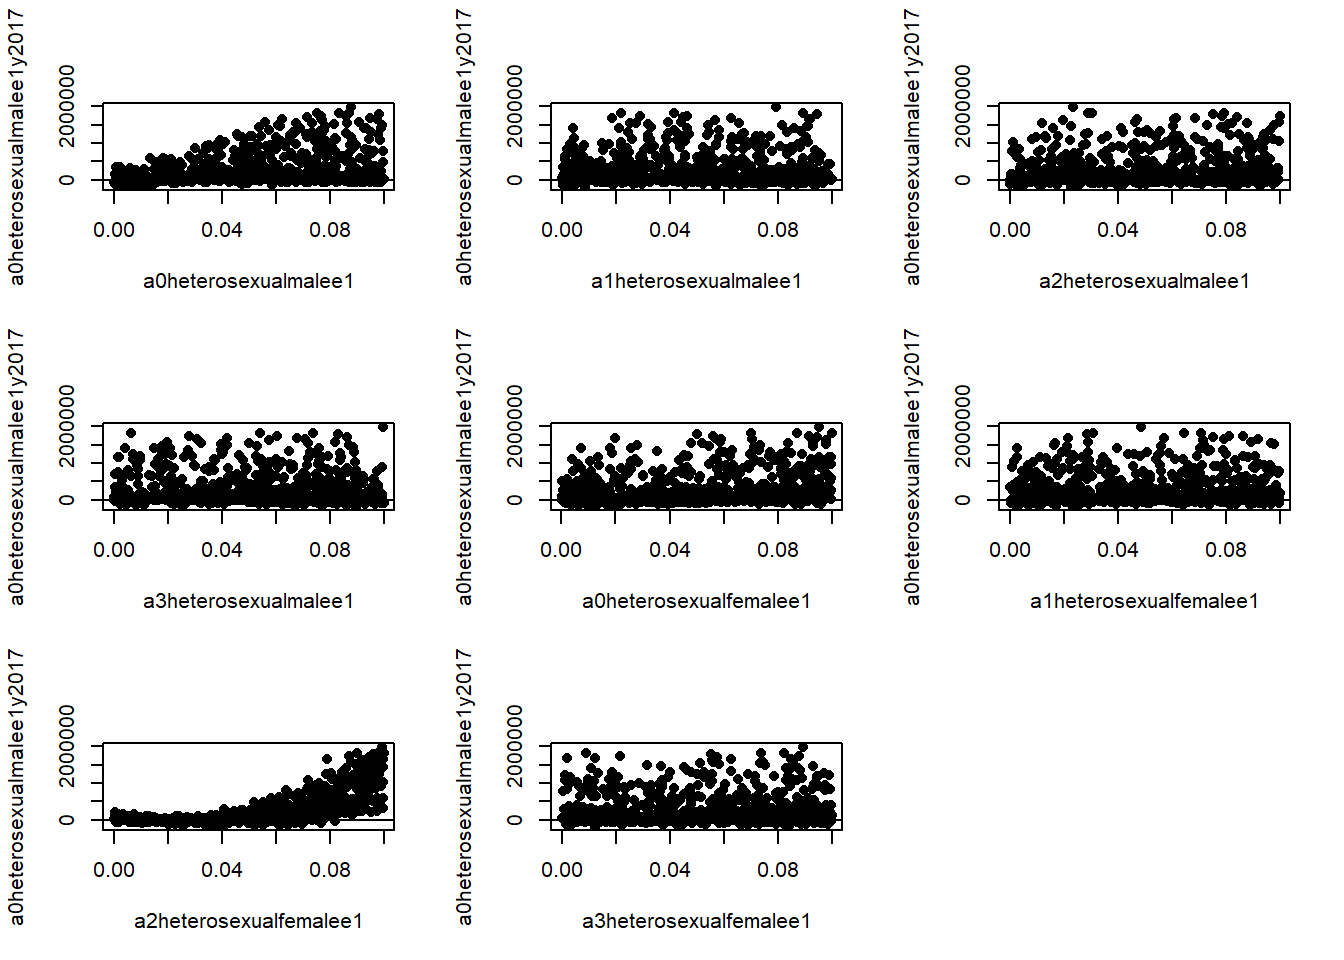 a0heterosexualmalee1y2017
0 2000000
0.00 0.04 0.08
a0heterosexualmalee1
a0heterosexualmalee1y2017
0 2000000
0.00 0.04 0.08
a1heterosexualmalee1
a0heterosexualmalee1y2017
0 2000000
0.00 0.04 0.08
a2heterosexualmalee1
a0heterosexualmalee1y2017
0 2000000
0.00 0.04 0.08
a3heterosexualmalee1
a0heterosexualmalee1y2017
0 2000000
0.00 0.04 0.08
a0heterosexualfemalee1
a0heterosexualmalee1y2017
0 2000000
0.00 0.04 0.08
a1heterosexualfemalee1
a0heterosexualmalee1y2017
0 2000000
0.00 0.04 0.08
a2heterosexualfemalee1
a0heterosexualmalee1y2017
0 2000000
0.00 0.04 0.08
a3heterosexualfemalee1